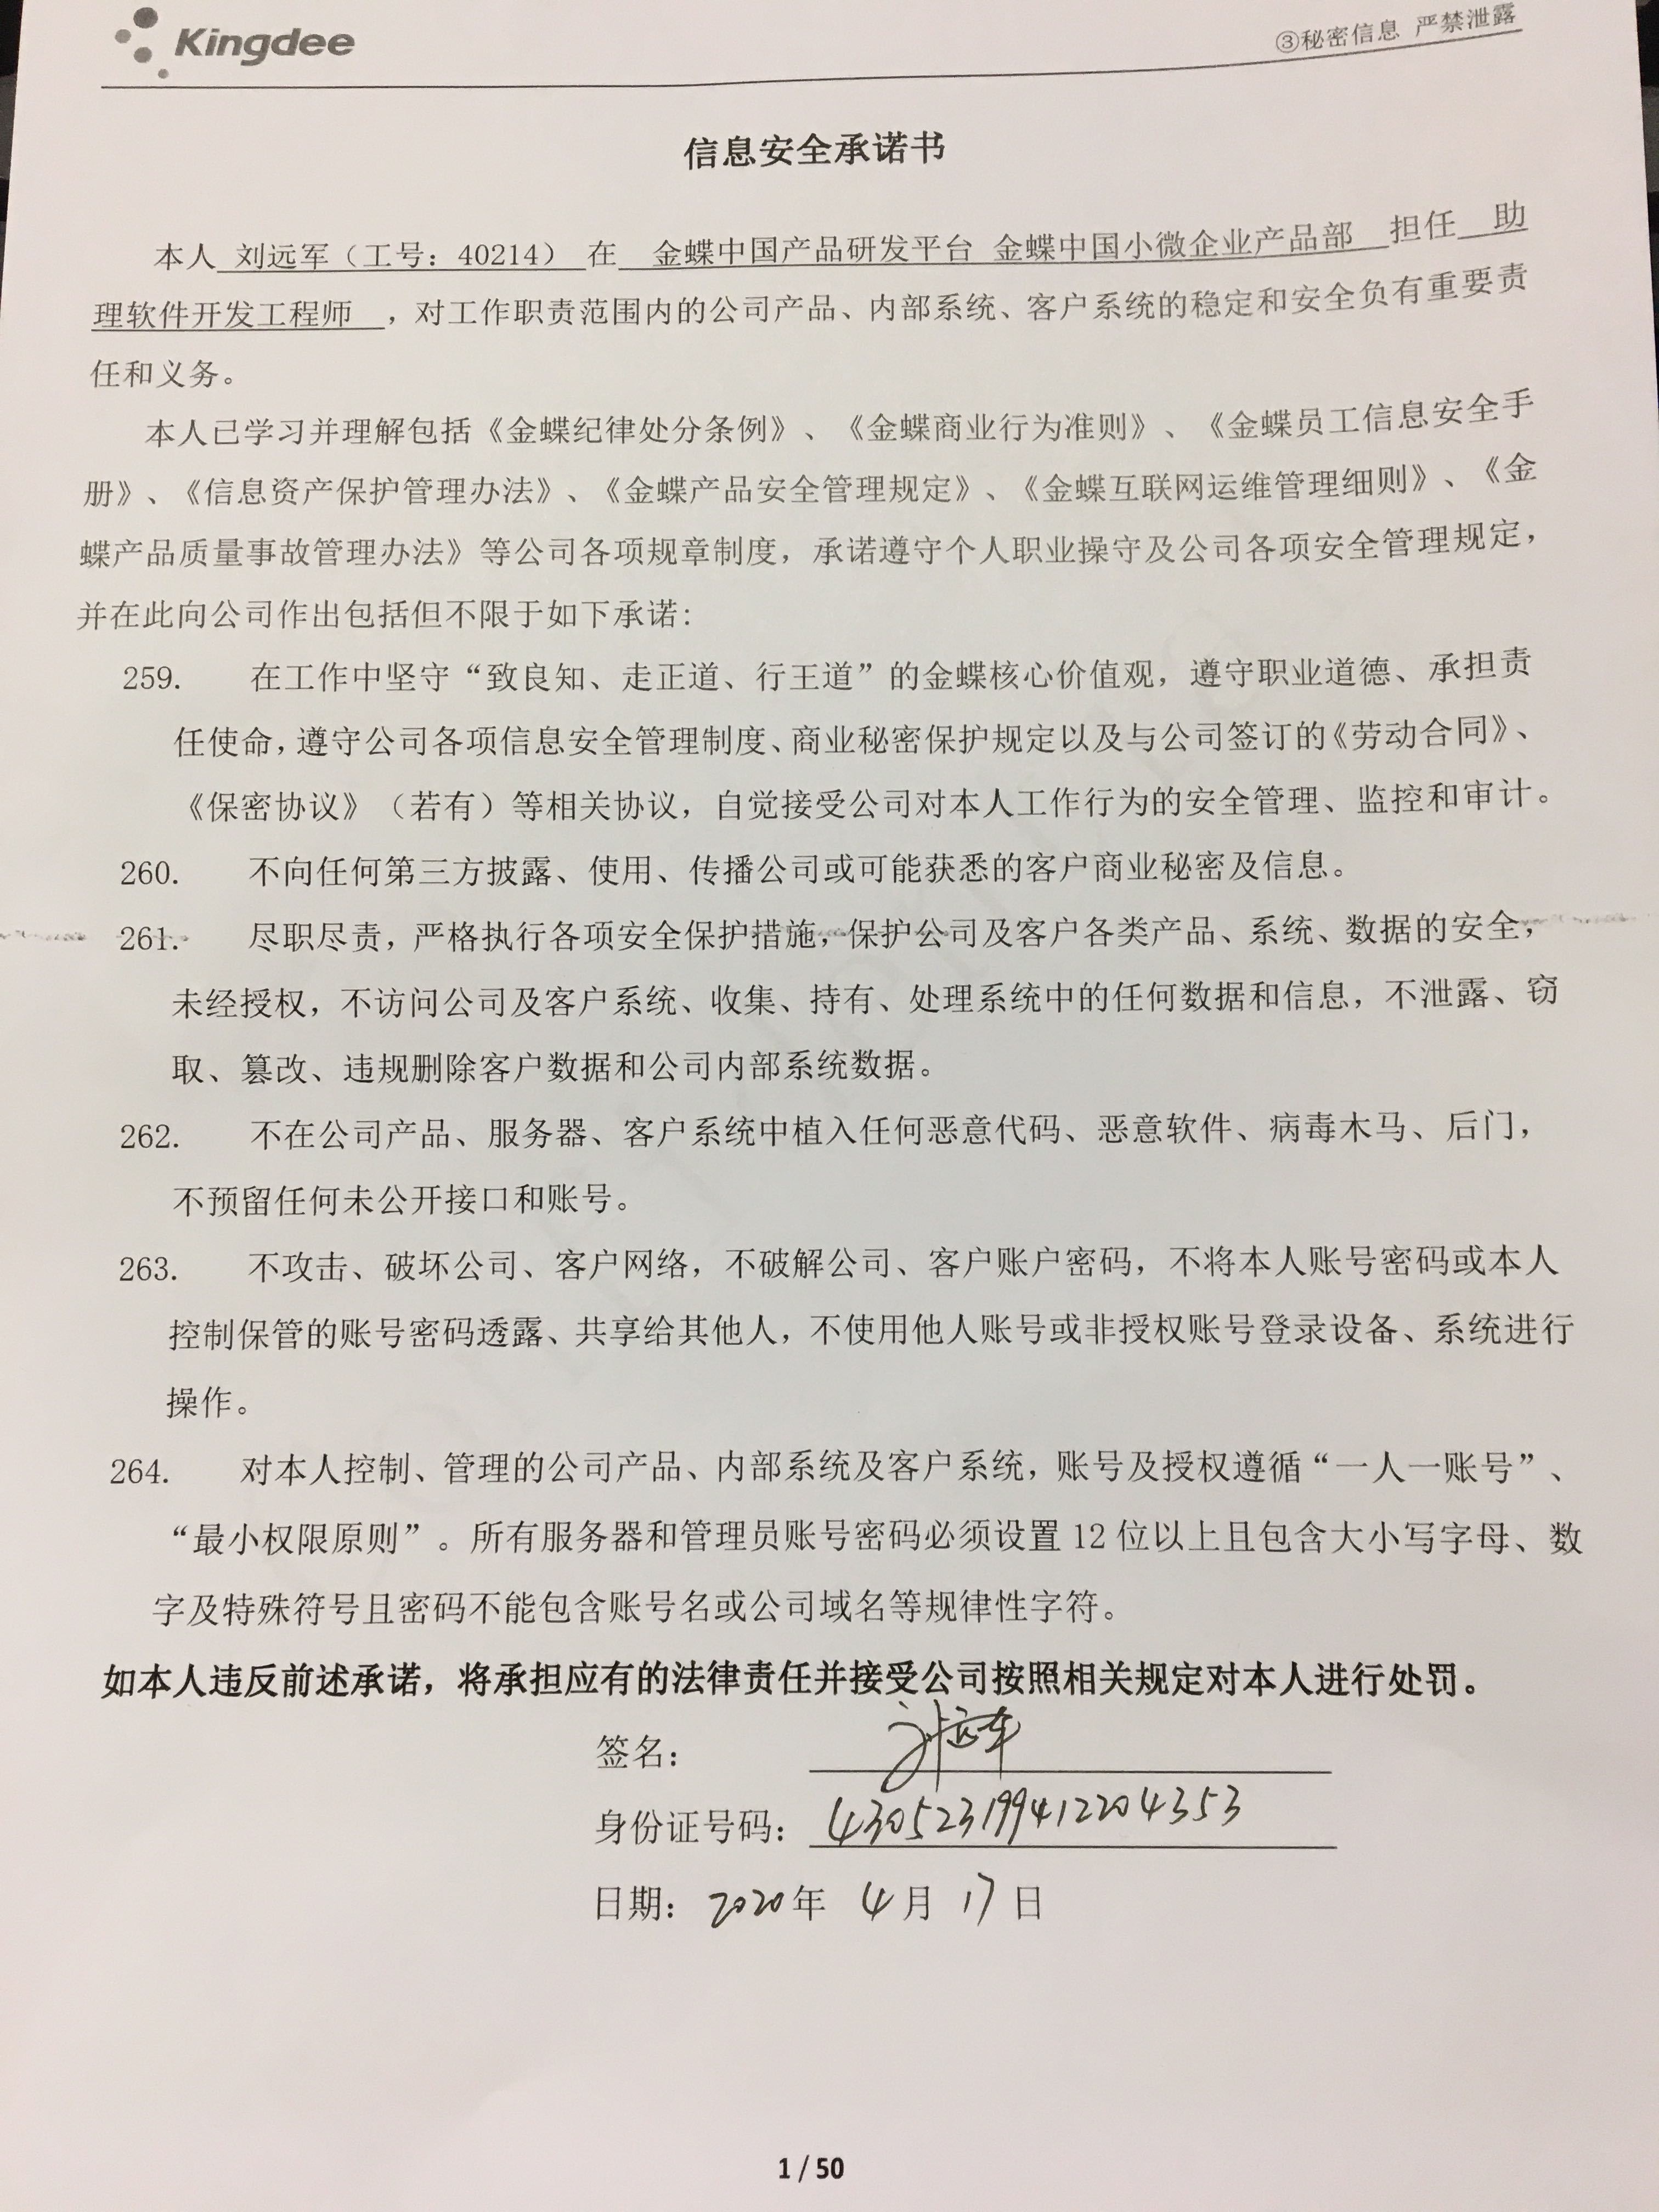 Kingdee
③秘密信息 严禁泄露
信息安全承诺书
本人 刘远军（工号：40214） 在 金蝶中国产品研发平台 金蝶中国小微企业产品部 担任 助
理软件开发工程师 ，对工作职责范围内的公司产品、内部系统、客户系统的稳定和安全负有重要责
任和义务。
本人已学习并理解包括《金蝶纪律处分条例》、《金蝶商业行为准则》、《金蝶员工信息安全手
册》、《信息资产保护管理办法》、《金蝶产品安全管理规定》、《金蝶互联网运维管理细则》、《金
蝶产品质量事故管理办法》等公司各项规章制度，承诺遵守个人职业操守及公司各项安全管理规定，
并在此向公司作出包括但不限于如下承诺：
259. 在工作中坚守“致良知、走正道、行王道”的金蝶核心价值观，遵守职业道德、承担责
任使命，遵守公司各项信息安全管理制度、商业秘密保护规定以及与公司签订的《劳动合同》、
《保密协议》（若有）等相关协议，自觉接受公司对本人工作行为的安全管理、监控和审计。
260. 不向任何第三方披露、使用、传播公司或可能获悉的客户商业秘密及信息。
261. 尽职尽责，严格执行各项安全保护措施，保护公司及客户各类产品、系统、数据的安全，
未经授权，不访问公司及客户系统、收集、持有、处理系统中的任何数据和信息，不泄露、窃
取、篡改、违规删除客户数据和公司内部系统数据。
262. 不在公司产品、服务器、客户系统中植入任何恶意代码、恶意软件、病毒木马、后门，
不预留任何未公开接口和账号。
263. 不攻击、破坏公司、客户网络，不破解公司、客户账户密码，不将本人账号密码或本人
控制保管的账号密码透露、共享给其他人，不使用他人账号或非授权账号登录设备、系统进行
操作。
264. 对本人控制、管理的公司产品、内部系统及客户系统，账号及授权遵循“一人一账号”、
“最小权限原则”。所有服务器和管理员账号密码必须设置 12 位以上且包含大小写字母、数
字及特殊符号且密码不能包含账号名或公司域名等规律性字符。
如本人违反前述承诺，将承担应有的法律责任并接受公司按照相关规定对本人进行处罚。
签名： 刘远军
身份证号码： 430523199412204353
日期： 2020 年 4 月 17 日
1 / 50